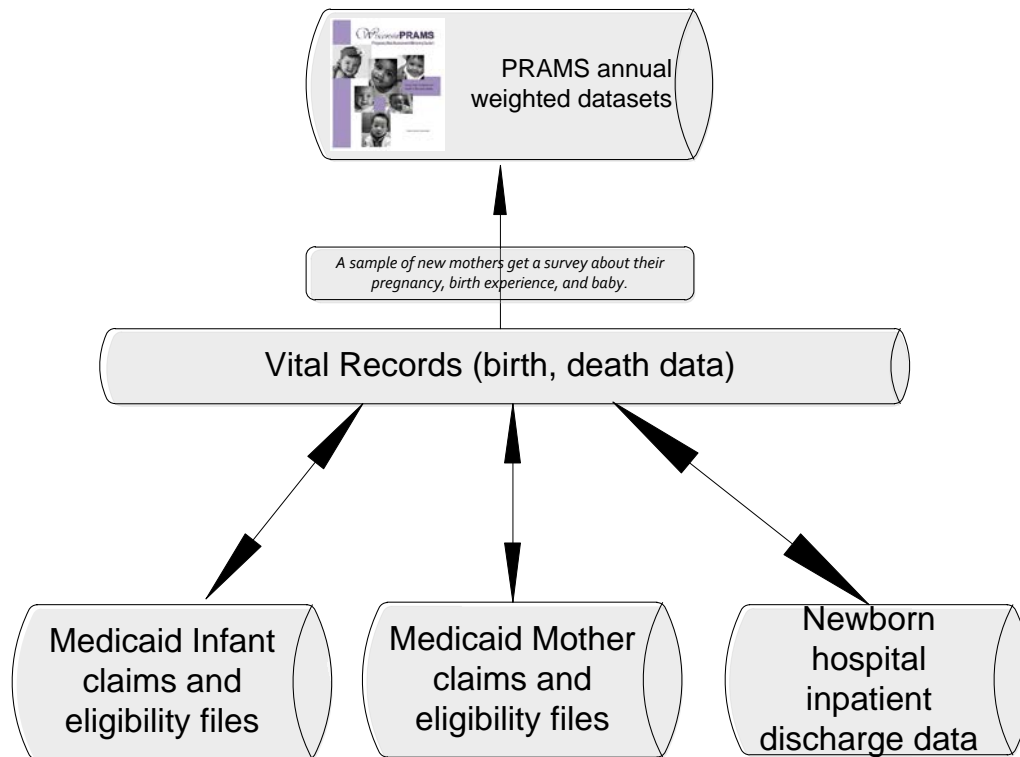 Wisconsin PRAMS
PRAMS annual
weighted datasets
A sample of new mothers get a survey about their
pregnancy, birth experience, and baby.
Vital Records (birth, death data)
Medicaid Infant
claims and
eligibility files
Medicaid Mother
claims and
eligibility files
Newborn
hospital
inpatient
discharge data